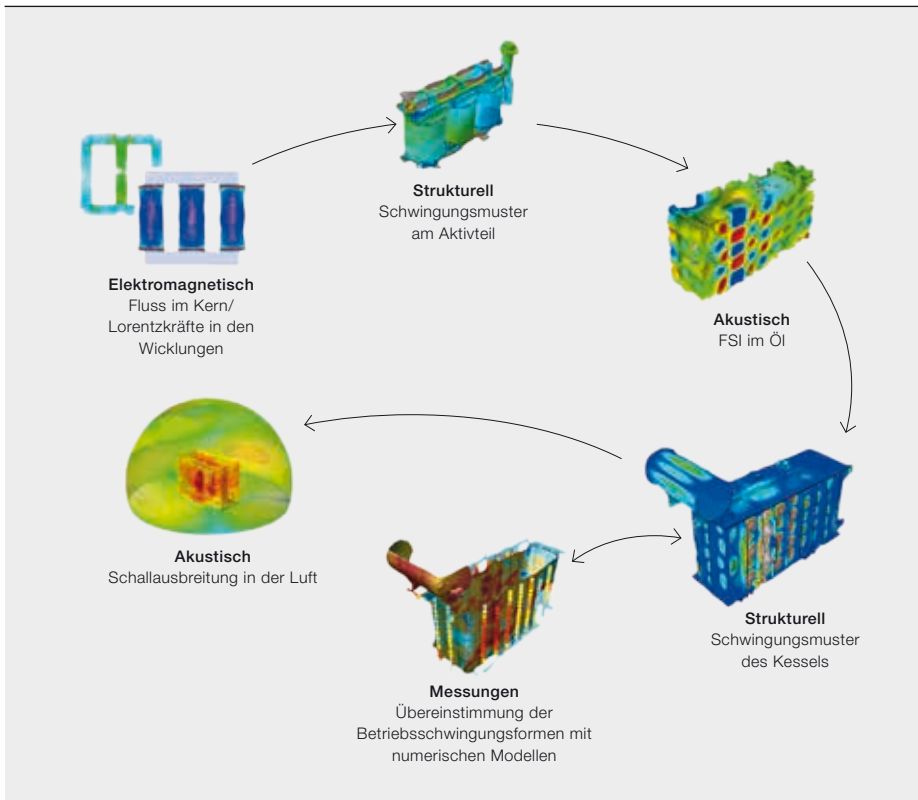 Strukturell
Schwingungsmuster
am Aktivteil
Elektromagnetisch
Fluss im Kern/
Lorentzkräfte in den
Wicklungen
Akustisch
FSI im Öl
Akustisch
Schallausbreitung in der Luft
Strukturell
Schwingungsmuster
des Kessels
Messungen
Übereinstimmung der
Betriebsschwingungsformen mit
numerischen Modellen